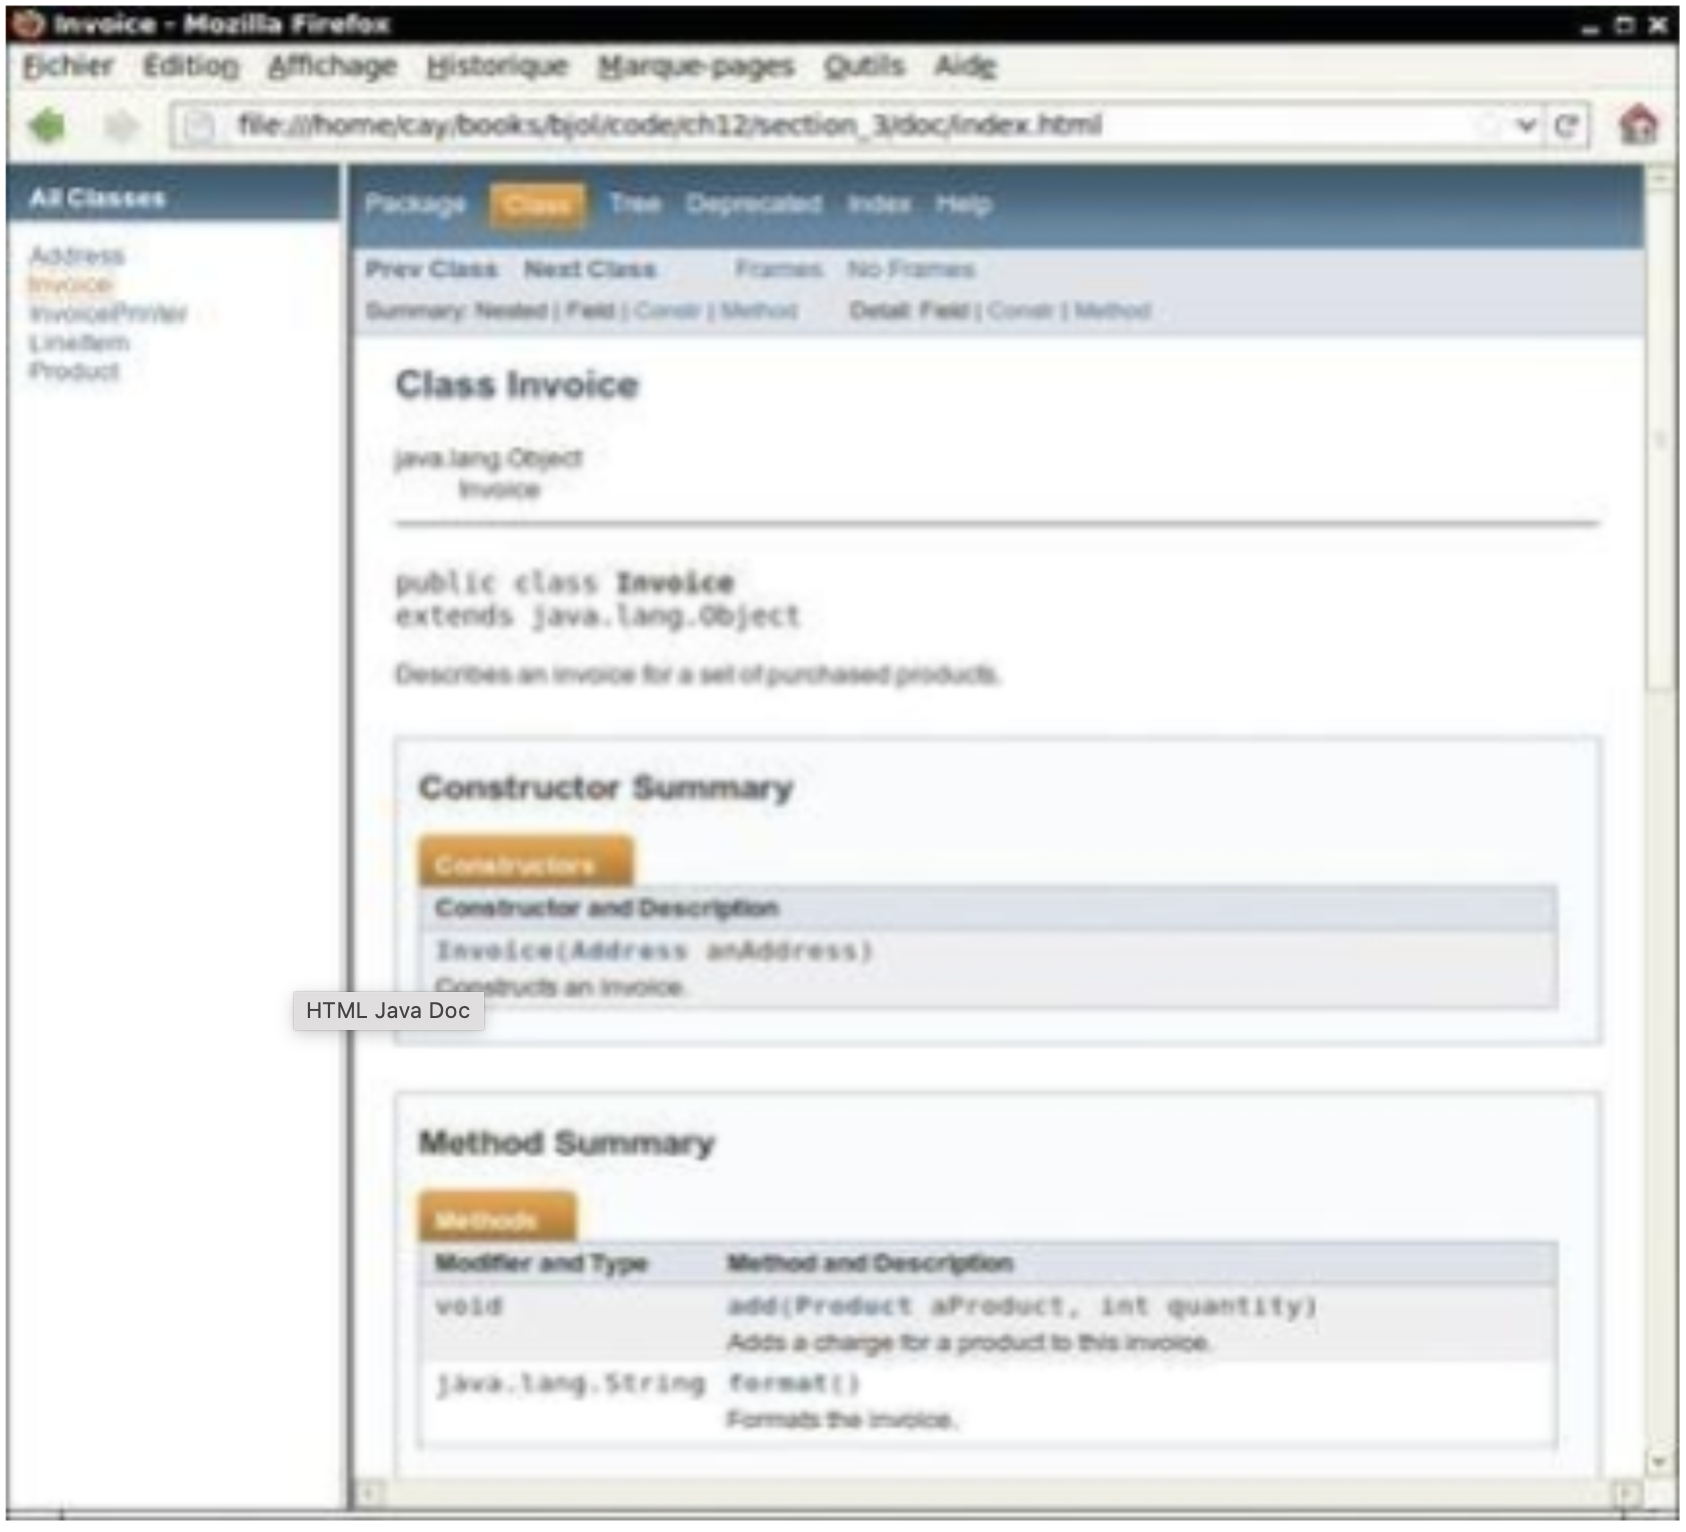 Invoice - Mozilla Firefox
Fichier Edition Affichage Historique Marque-pages Outils Aide
file:///home/cay/books/bjol/code/ch12/section_3/doc/index.html
All Classes
Address
Invoice
InvoicePrinter
LineItem
Product
Package Class Tree Deprecated Index Help
Prev Class Next Class Frames No Frames
Summary: Nested | Field | Constr | Method Detail: Field | Constr | Method
Class Invoice
java.lang.Object
Invoice
public class Invoice
extends java.lang.Object
Describes an invoice for a set of purchased products.
Constructor Summary
Constructors
Constructor and Description
Invoice(Address anAddress)
Constructs an invoice.
HTML Java Doc
Method Summary
Methods
Modifier and Type Method and Description
void add(Product aProduct, int quantity)
Adds a charge for a product to this invoice.
java.lang.String format()
Formats the invoice.